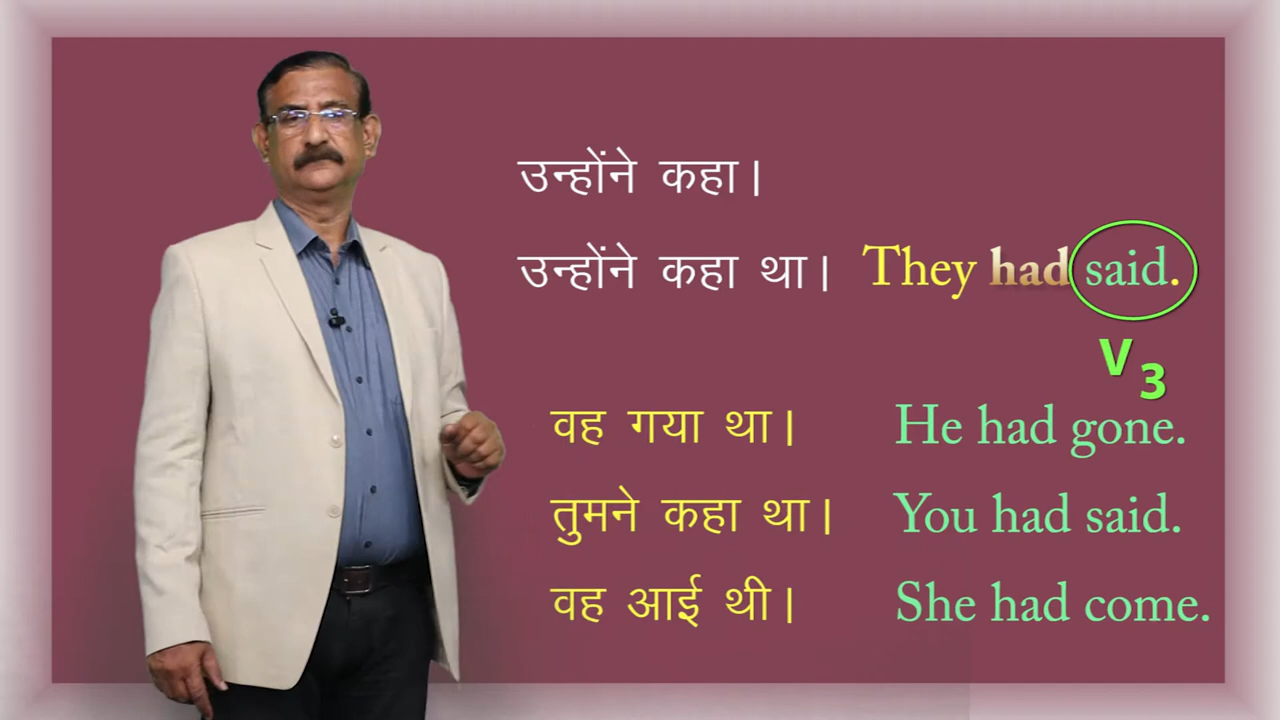 उन्होंने कहा।
उन्होंने कहा था। They had said.
V3
वह गया था। He had gone.
तुमने कहा था। You had said.
वह आई थी। She had come.